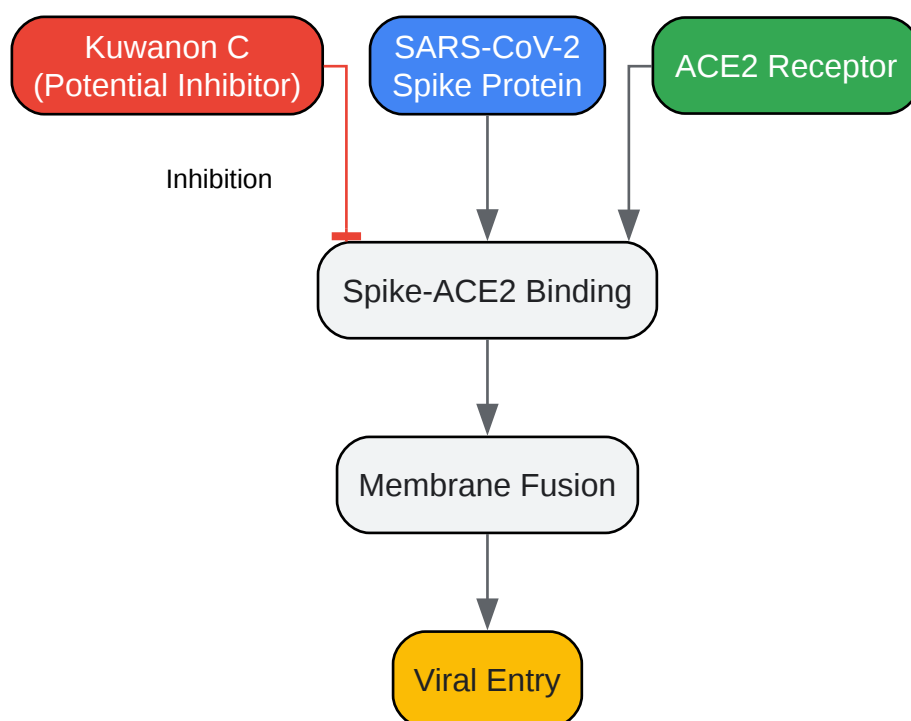 Kuwanon C
(Potential Inhibitor)
SARS-CoV-2
Spike Protein
ACE2 Receptor
Inhibition
Spike-ACE2 Binding
Membrane Fusion
Viral Entry